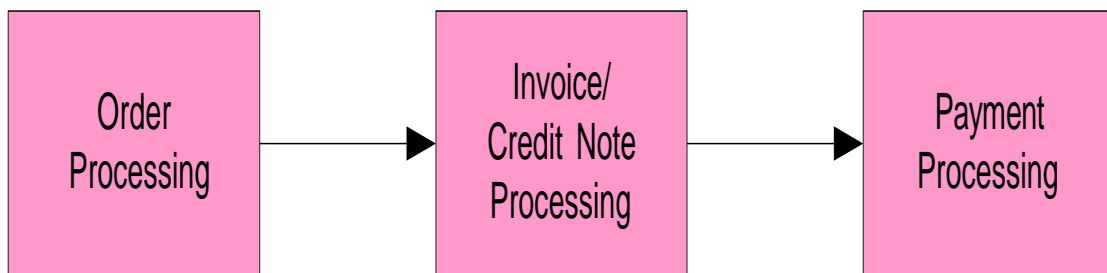 Order
Processing
Invoice/
Credit Note
Processing
Payment
Processing